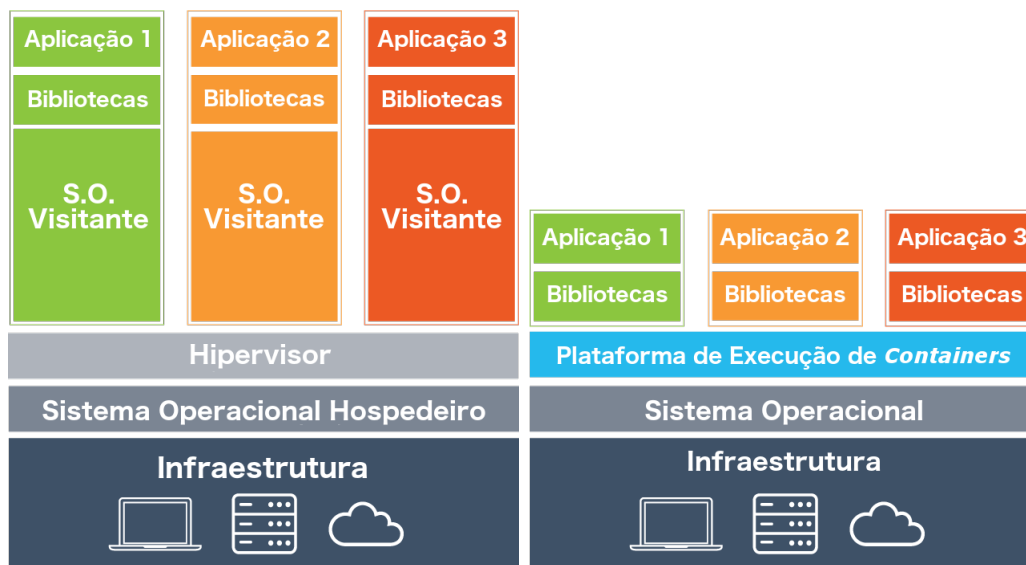 Aplicação 1
Bibliotecas
S.O.
Visitante
Aplicação 2
Bibliotecas
S.O.
Visitante
Aplicação 3
Bibliotecas
S.O.
Visitante
Hipervisor
Sistema Operacional Hospedeiro
Infraestrutura
Aplicação 1
Bibliotecas
Aplicação 2
Bibliotecas
Aplicação 3
Bibliotecas
Plataforma de Execução de Containers
Sistema Operacional
Infraestrutura